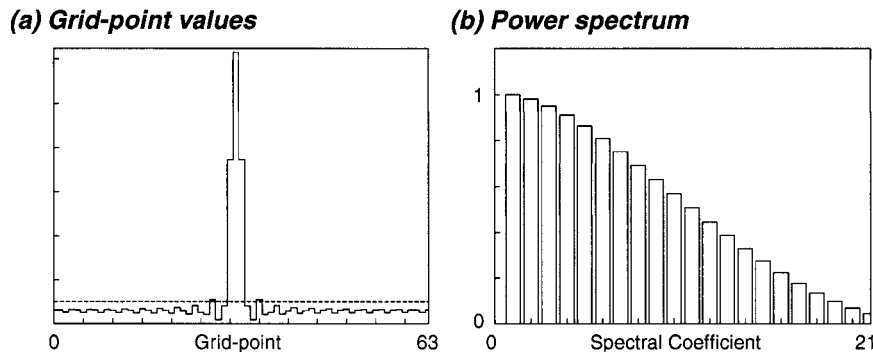 (a) Grid-point values
(b) Power spectrum
0
Grid-point
63
1
0
0
Spectral Coefficient
21